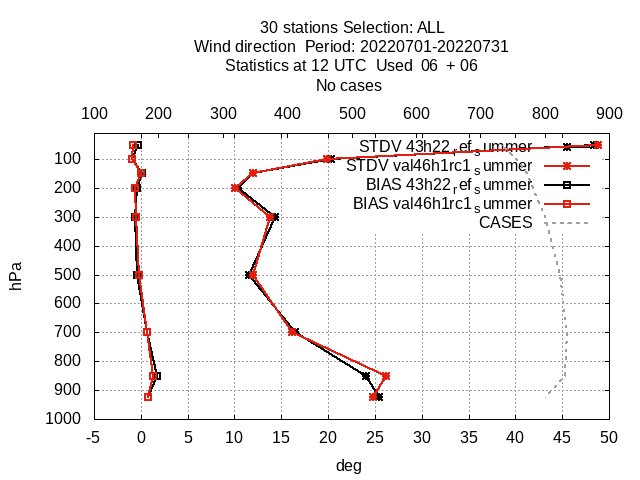 30 stations Selection: ALL
Wind direction  Period: 20220701-20220731
Statistics at 12 UTC  Used  06  + 06
No cases
100 200 300 400 500 600 700 800 900
STDV 43h22_ref_summer
STDV val46h1rc1_summer
BIAS 43h22_ref_summer
BIAS val46h1rc1_summer
CASES
hPa
100
200
300
400
500
600
700
800
900
1000
-5 0 5 10 15 20 25 30 35 40 45 50
deg